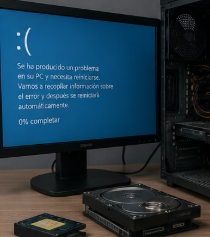 :(
Se ha producido un problema
en su PC y necesita reiniciarse.
Vamos a recopilar información sobre
el error y después se reiniciará
automáticamente.
0% completar